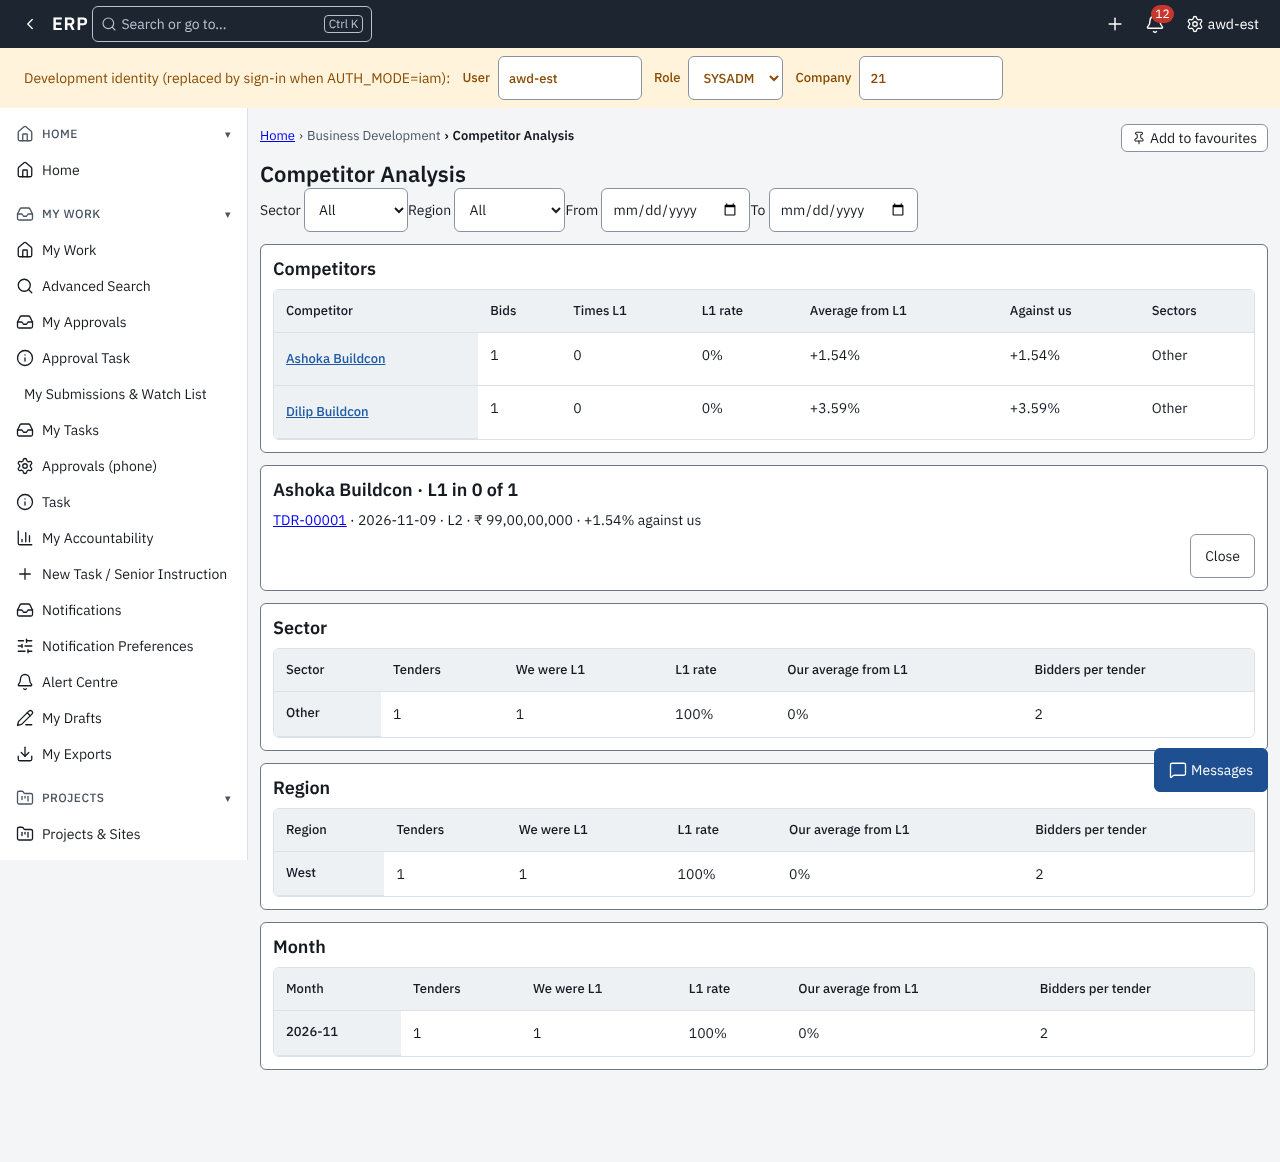 ERP
Search or go to...
Ctrl K
12
awd-est
Development identity (replaced by sign-in when AUTH_MODE=iam):
User
awd-est
Role
SYSADM
Company
21
HOME
Home
MY WORK
My Work
Advanced Search
My Approvals
Approval Task
My Submissions & Watch List
My Tasks
Approvals (phone)
Task
My Accountability
New Task / Senior Instruction
Notifications
Notification Preferences
Alert Centre
My Drafts
My Exports
PROJECTS
Projects & Sites
Home › Business Development › Competitor Analysis
Add to favourites
Competitor Analysis
Sector All Region All From mm/dd/yyyy To mm/dd/yyyy
Competitors
Competitor Bids Times L1 L1 rate Average from L1 Against us Sectors
Ashoka Buildcon 1 0 0% +1.54% +1.54% Other
Dilip Buildcon 1 0 0% +3.59% +3.59% Other
Ashoka Buildcon · L1 in 0 of 1
TDR-00001 · 2026-11-09 · L2 · ₹ 99,00,00,000 · +1.54% against us
Close
Sector
Sector Tenders We were L1 L1 rate Our average from L1 Bidders per tender
Other 1 1 100% 0% 2
Messages
Region
Region Tenders We were L1 L1 rate Our average from L1 Bidders per tender
West 1 1 100% 0% 2
Month
Month Tenders We were L1 L1 rate Our average from L1 Bidders per tender
2026-11 1 1 100% 0% 2